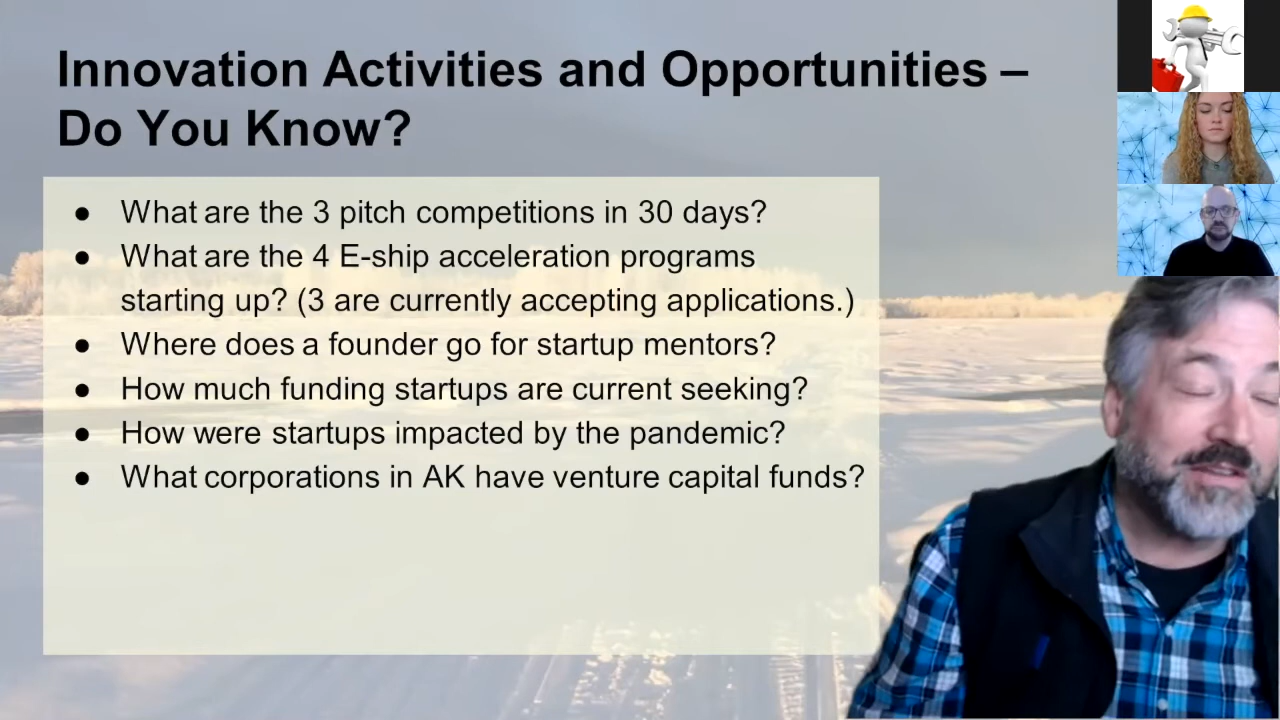 Innovation Activities and Opportunities –
Do You Know?
● What are the 3 pitch competitions in 30 days?
● What are the 4 E-ship acceleration programs
starting up? (3 are currently accepting applications.)
● Where does a founder go for startup mentors?
● How much funding startups are current seeking?
● How were startups impacted by the pandemic?
● What corporations in AK have venture capital funds?